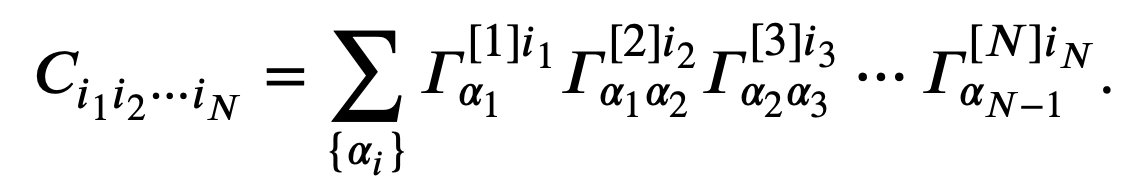 C_{i_1 i_2 \cdots i_N} = \sum_{\{\alpha_i\}} \Gamma^{[1]i_1}_{\alpha_1} \Gamma^{[2]i_2}_{\alpha_1\alpha_2} \Gamma^{[3]i_3}_{\alpha_2\alpha_3} \cdots \Gamma^{[N]i_N}_{\alpha_{N-1}}.